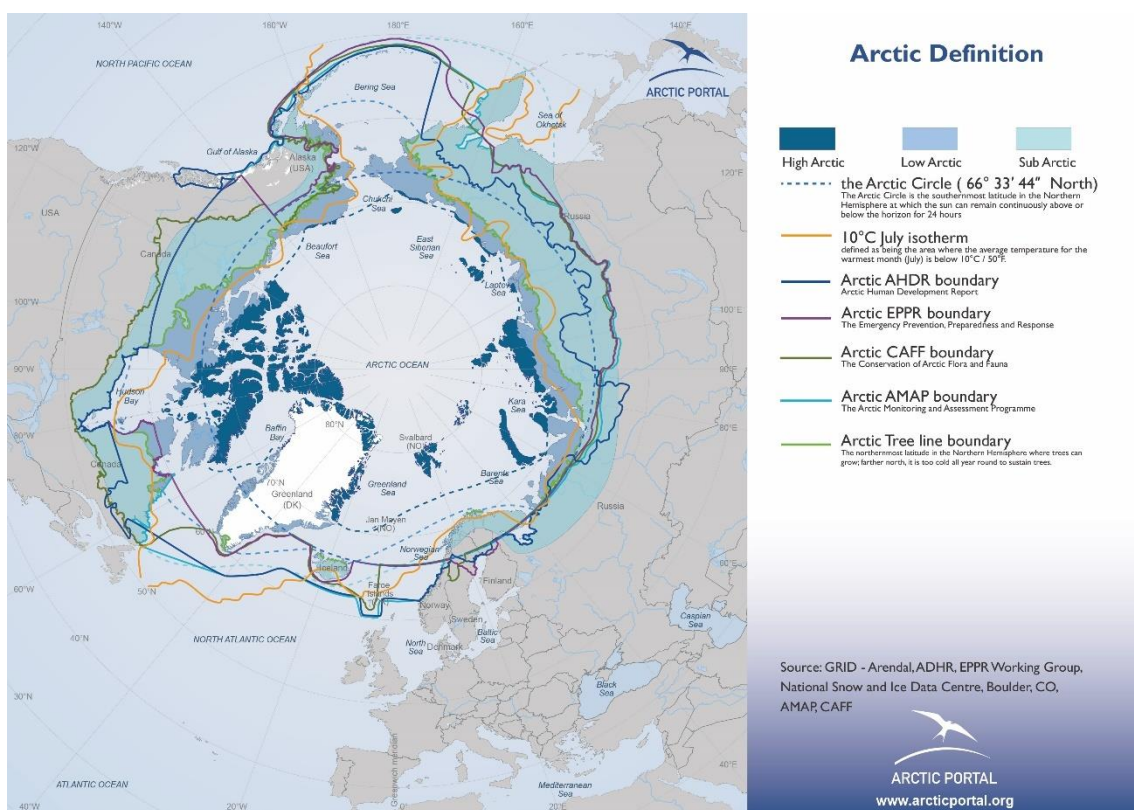 140°W
180°E
160°E
140°E
NORTH PACIFIC OCEAN
Bering Sea
ARCTIC PORTAL
Sea of
Okhotsk
120°W
Gulf of Alaska
Alaska
(USA)
120°E
USA
Chukchi
Sea
Russia
Beaufort
Sea
East
Siberian
Sea
Canada
Laptev
Sea
100°W
100°E
ARCTIC OCEAN
90°W
90°E
Hudson
Bay
Kara
Sea
80°N
Baffin
Bay
Svalbard
(NO)
80°W
80°E
Canada
Barents
Sea
70°N
Greenland
Sea
Greenland
(DK)
Russia
Jan Mayen
(NO)
60°N
Norwegian
Sea
Iceland
Finland
60°W
50°N
Faroe
Islands
Norway
60°E
Sweden
Caspian
Sea
NORTH ATLANTIC OCEAN
North
Sea
Baltic
Sea
Denmark
40°N
Black
Sea
30°N
Greenwich meridian
40°E
ATLANTIC OCEAN
Mediterranean
Sea
40°W
20°W
20°E
Arctic Definition
High Arctic
Low Arctic
Sub Arctic
the Arctic Circle ( 66° 33′ 44″ North)
The Arctic Circle is the southernmost latitude in the Northern
Hemisphere at which the sun can remain continuously above or
below the horizon for 24 hours
10°C July isotherm
defined as being the area where the average temperature for the
warmest month (July) is below 10°C / 50°F.
Arctic AHDR boundary
Arctic Human Development Report
Arctic EPPR boundary
The Emergency Prevention, Preparedness and Response
Arctic CAFF boundary
The Conservation of Arctic Flora and Fauna
Arctic AMAP boundary
The Arctic Monitoring and Assessment Programme
Arctic Tree line boundary
The northernmost latitude in the Northern Hemisphere where trees can
grow; farther north, it is too cold all year round to sustain trees.
Source: GRID - Arendal, ADHR, EPPR Working Group,
National Snow and Ice Data Centre, Boulder, CO,
AMAP, CAFF
ARCTIC PORTAL
www.arcticportal.org